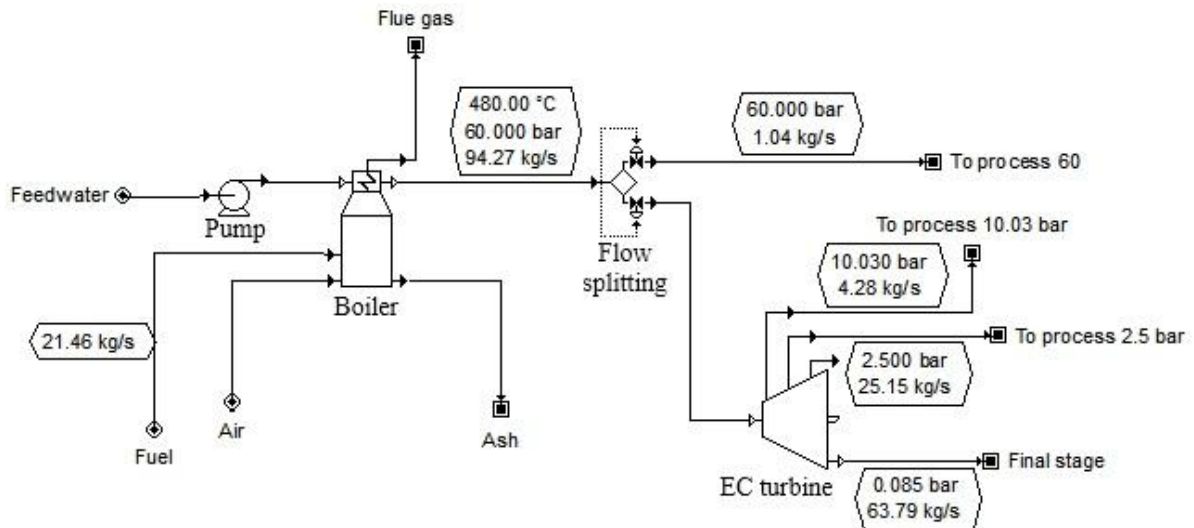 Flue gas
480.00 °C
60.000 bar
94.27 kg/s
60.000 bar
1.04 kg/s
To process 60
Feedwater
Pump
Boiler
Flow
splitting
To process 10.03 bar
10.030 bar
4.28 kg/s
To process 2.5 bar
2.500 bar
25.15 kg/s
21.46 kg/s
Air
Fuel
Ash
EC turbine
Final stage
0.085 bar
63.79 kg/s